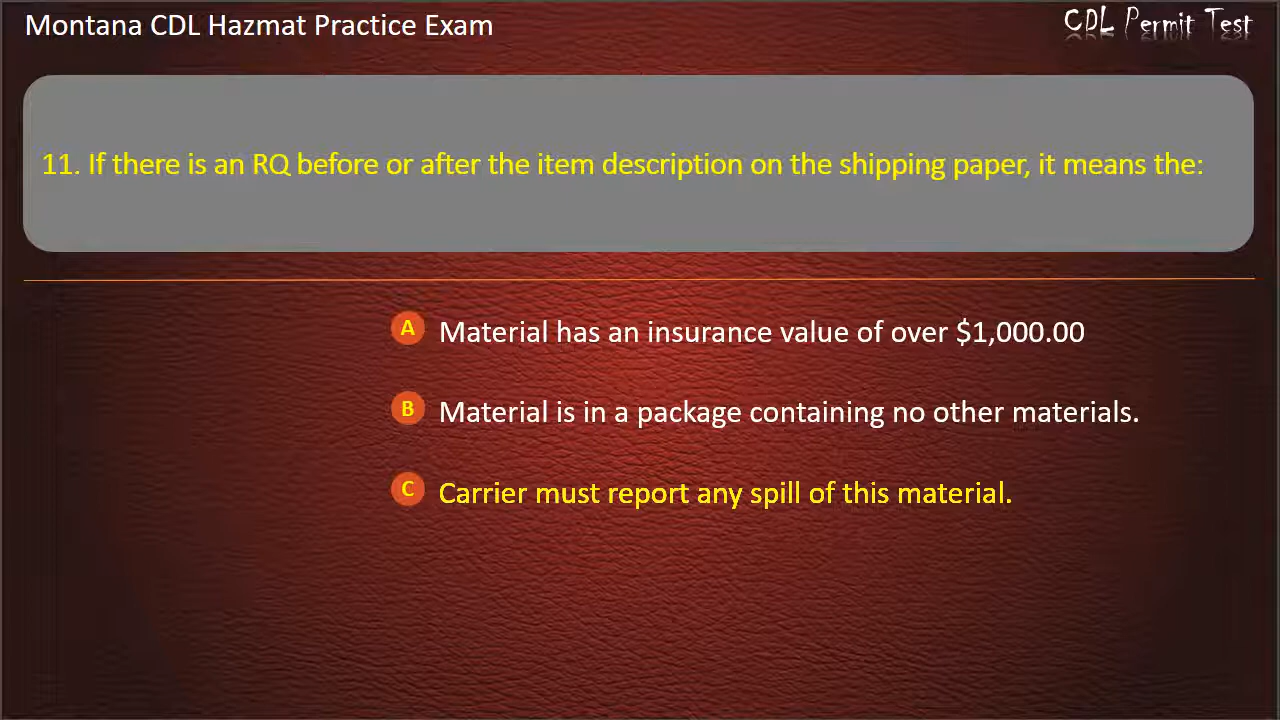 Montana CDL Hazmat Practice Exam
CDL Permit Test
11. If there is an RQ before or after the item description on the shipping paper, it means the:
A Material has an insurance value of over $1,000.00
B Material is in a package containing no other materials.
C Carrier must report any spill of this material.